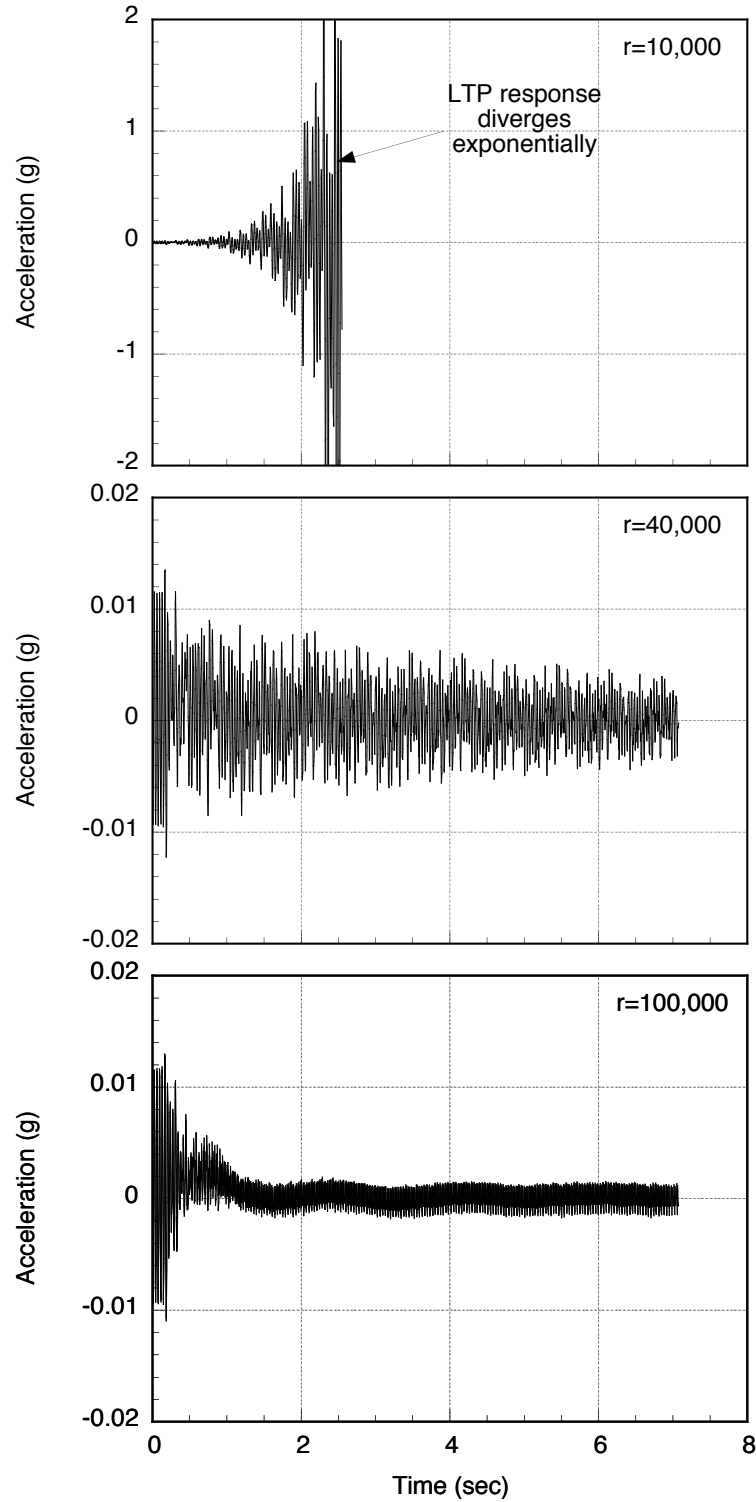 2
r=10,000
LTP response
diverges
exponentially
1
Acceleration (g)
0
-1
-2
0.02
r=40,000
0.01
Acceleration (g)
0
-0.01
-0.02
0.02
r=100,000
0.01
Acceleration (g)
0
-0.01
-0.02
0 2 4 6 8
Time (sec)